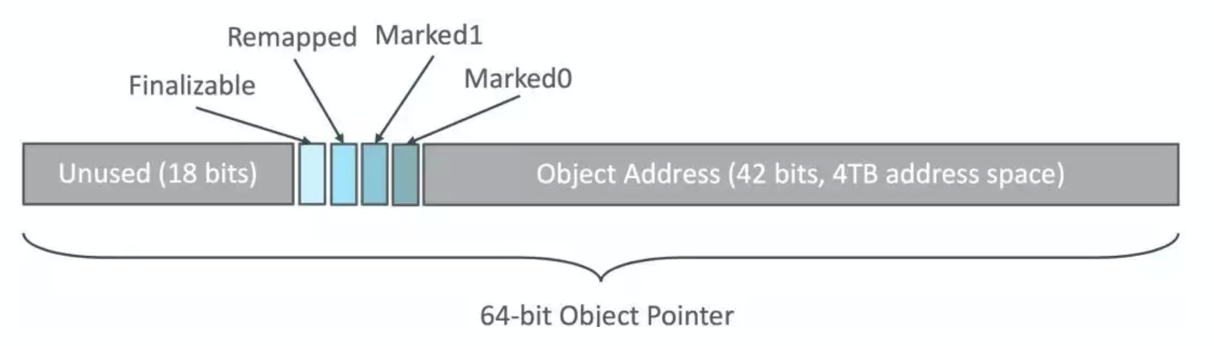 Remapped Marked1
Finalizable Marked0
Unused (18 bits) Object Address (42 bits, 4TB address space)
64-bit Object Pointer